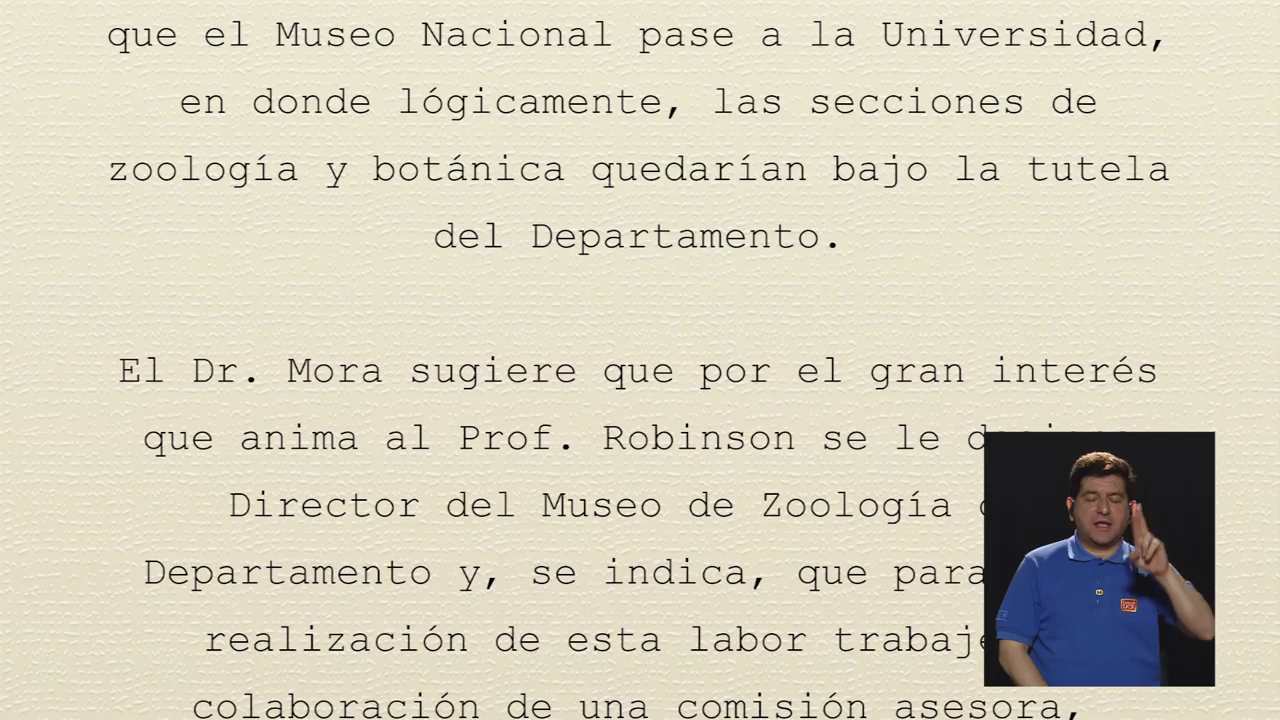 que el Museo Nacional pase a la Universidad,
en donde lógicamente, las secciones de
zoología y botánica quedarían bajo la tutela
del Departamento.
El Dr. Mora sugiere que por el gran interés
que anima al Prof. Robinson se le
Director del Museo de Zoología
Departamento y, se indica, que para
realización de esta labor
colaboración de una comisión asesora,